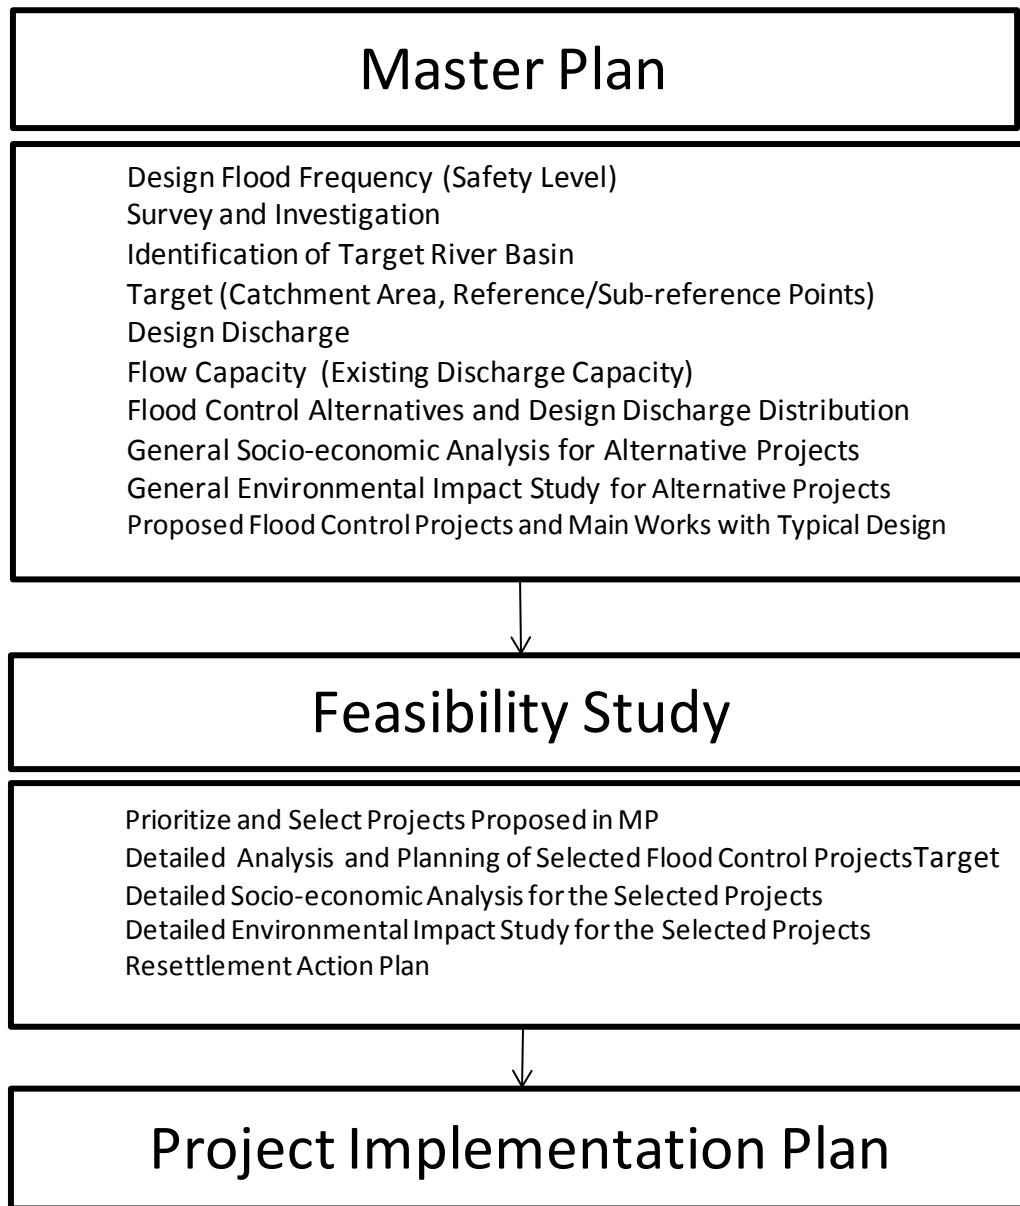 Master Plan
Design Flood Frequency (Safety Level)
Survey and Investigation
Identification of Target River Basin
Target (Catchment Area, Reference/Sub-reference Points)
Design Discharge
Flow Capacity (Existing Discharge Capacity)
Flood Control Alternatives and Design Discharge Distribution
General Socio-economic Analysis for Alternative Projects
General Environmental Impact Study for Alternative Projects
Proposed Flood Control Projects and Main Works with Typical Design
Feasibility Study
Prioritize and Select Projects Proposed in MP
Detailed Analysis and Planning of Selected Flood Control ProjectsTarget
Detailed Socio-economic Analysis for the Selected Projects
Detailed Environmental Impact Study for the Selected Projects
Resettlement Action Plan
Project Implementation Plan